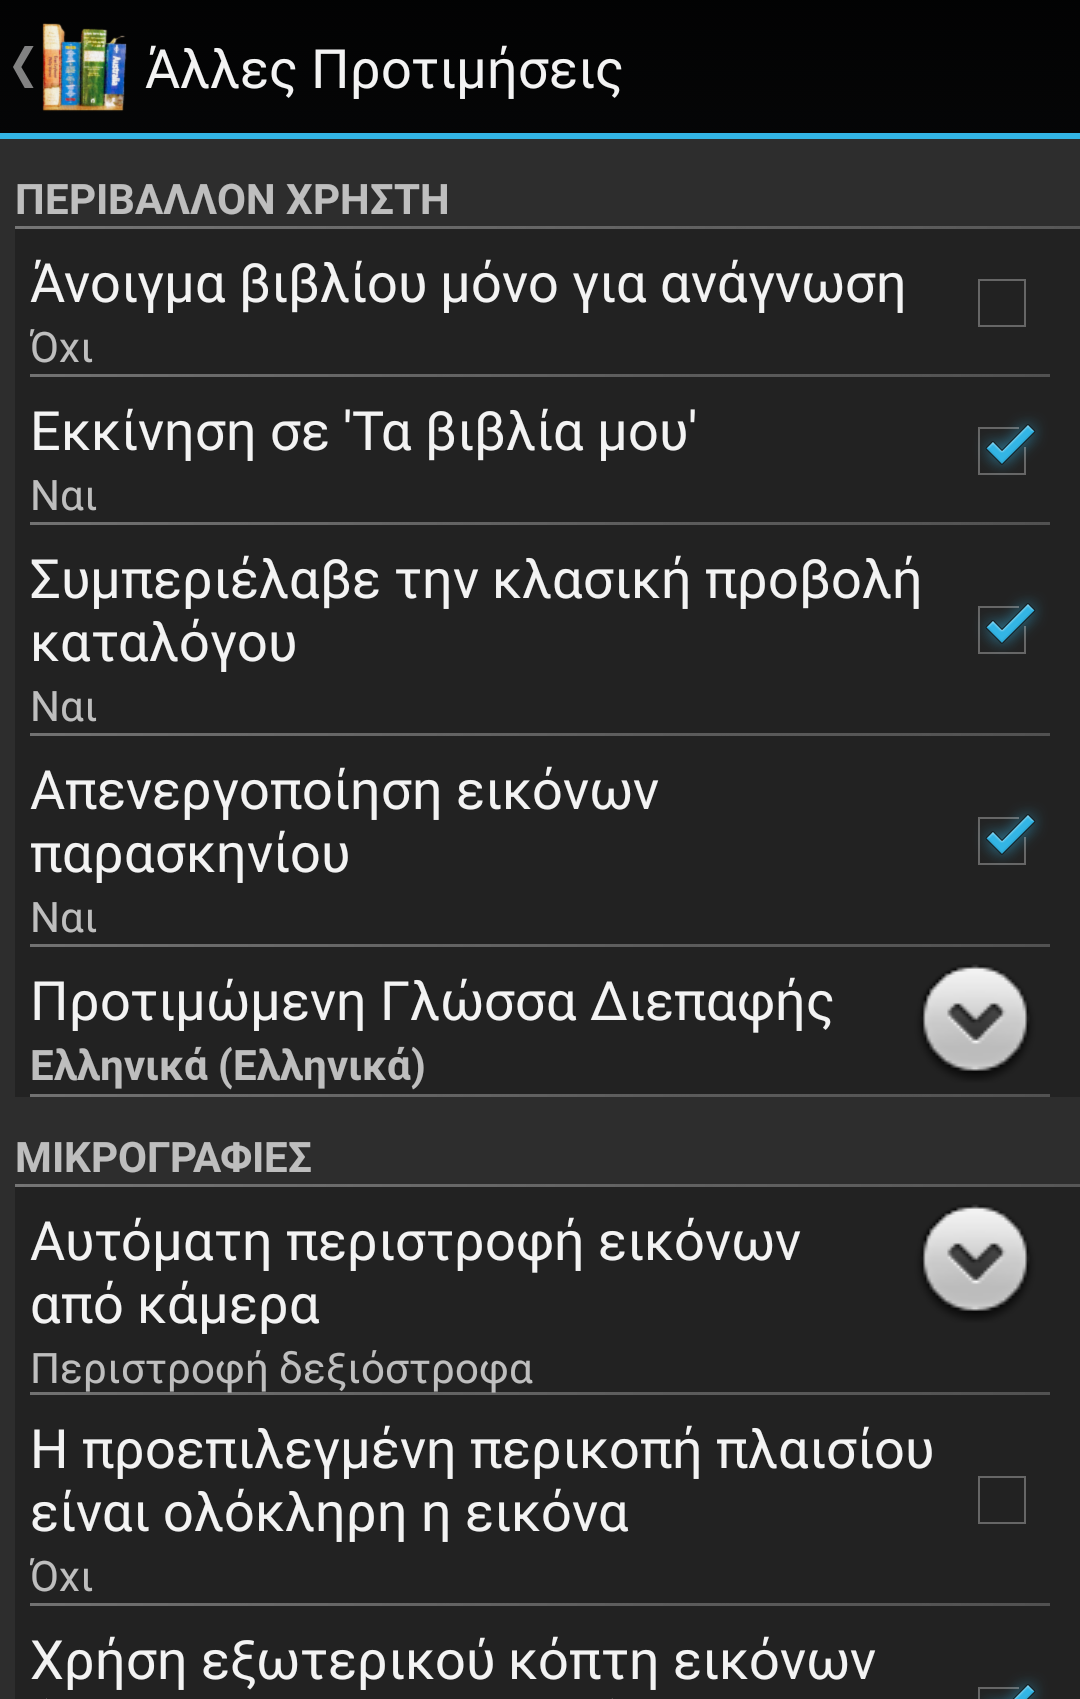 Άλλες Προτιμήσεις
ΠΕΡΙΒΑΛΛΟΝ ΧΡΗΣΤΗ
Άνοιγμα βιβλίου μόνο για ανάγνωση
Όχι
Εκκίνηση σε 'Τα βιβλία μου'
Ναι
Συμπεριέλαβε την κλασική προβολή
καταλόγου
Ναι
Απενεργοποίηση εικόνων
παρασκηνίου
Ναι
Προτιμώμενη Γλώσσα Διεπαφής
Ελληνικά (Ελληνικά)
ΜΙΚΡΟΓΡΑΦΙΕΣ
Αυτόματη περιστροφή εικόνων
από κάμερα
Περιστροφή δεξιόστροφα
Η προεπιλεγμένη περικοπή πλαισίου
είναι ολόκληρη η εικόνα
Όχι
Χρήση εξωτερικού κόπτη εικόνων